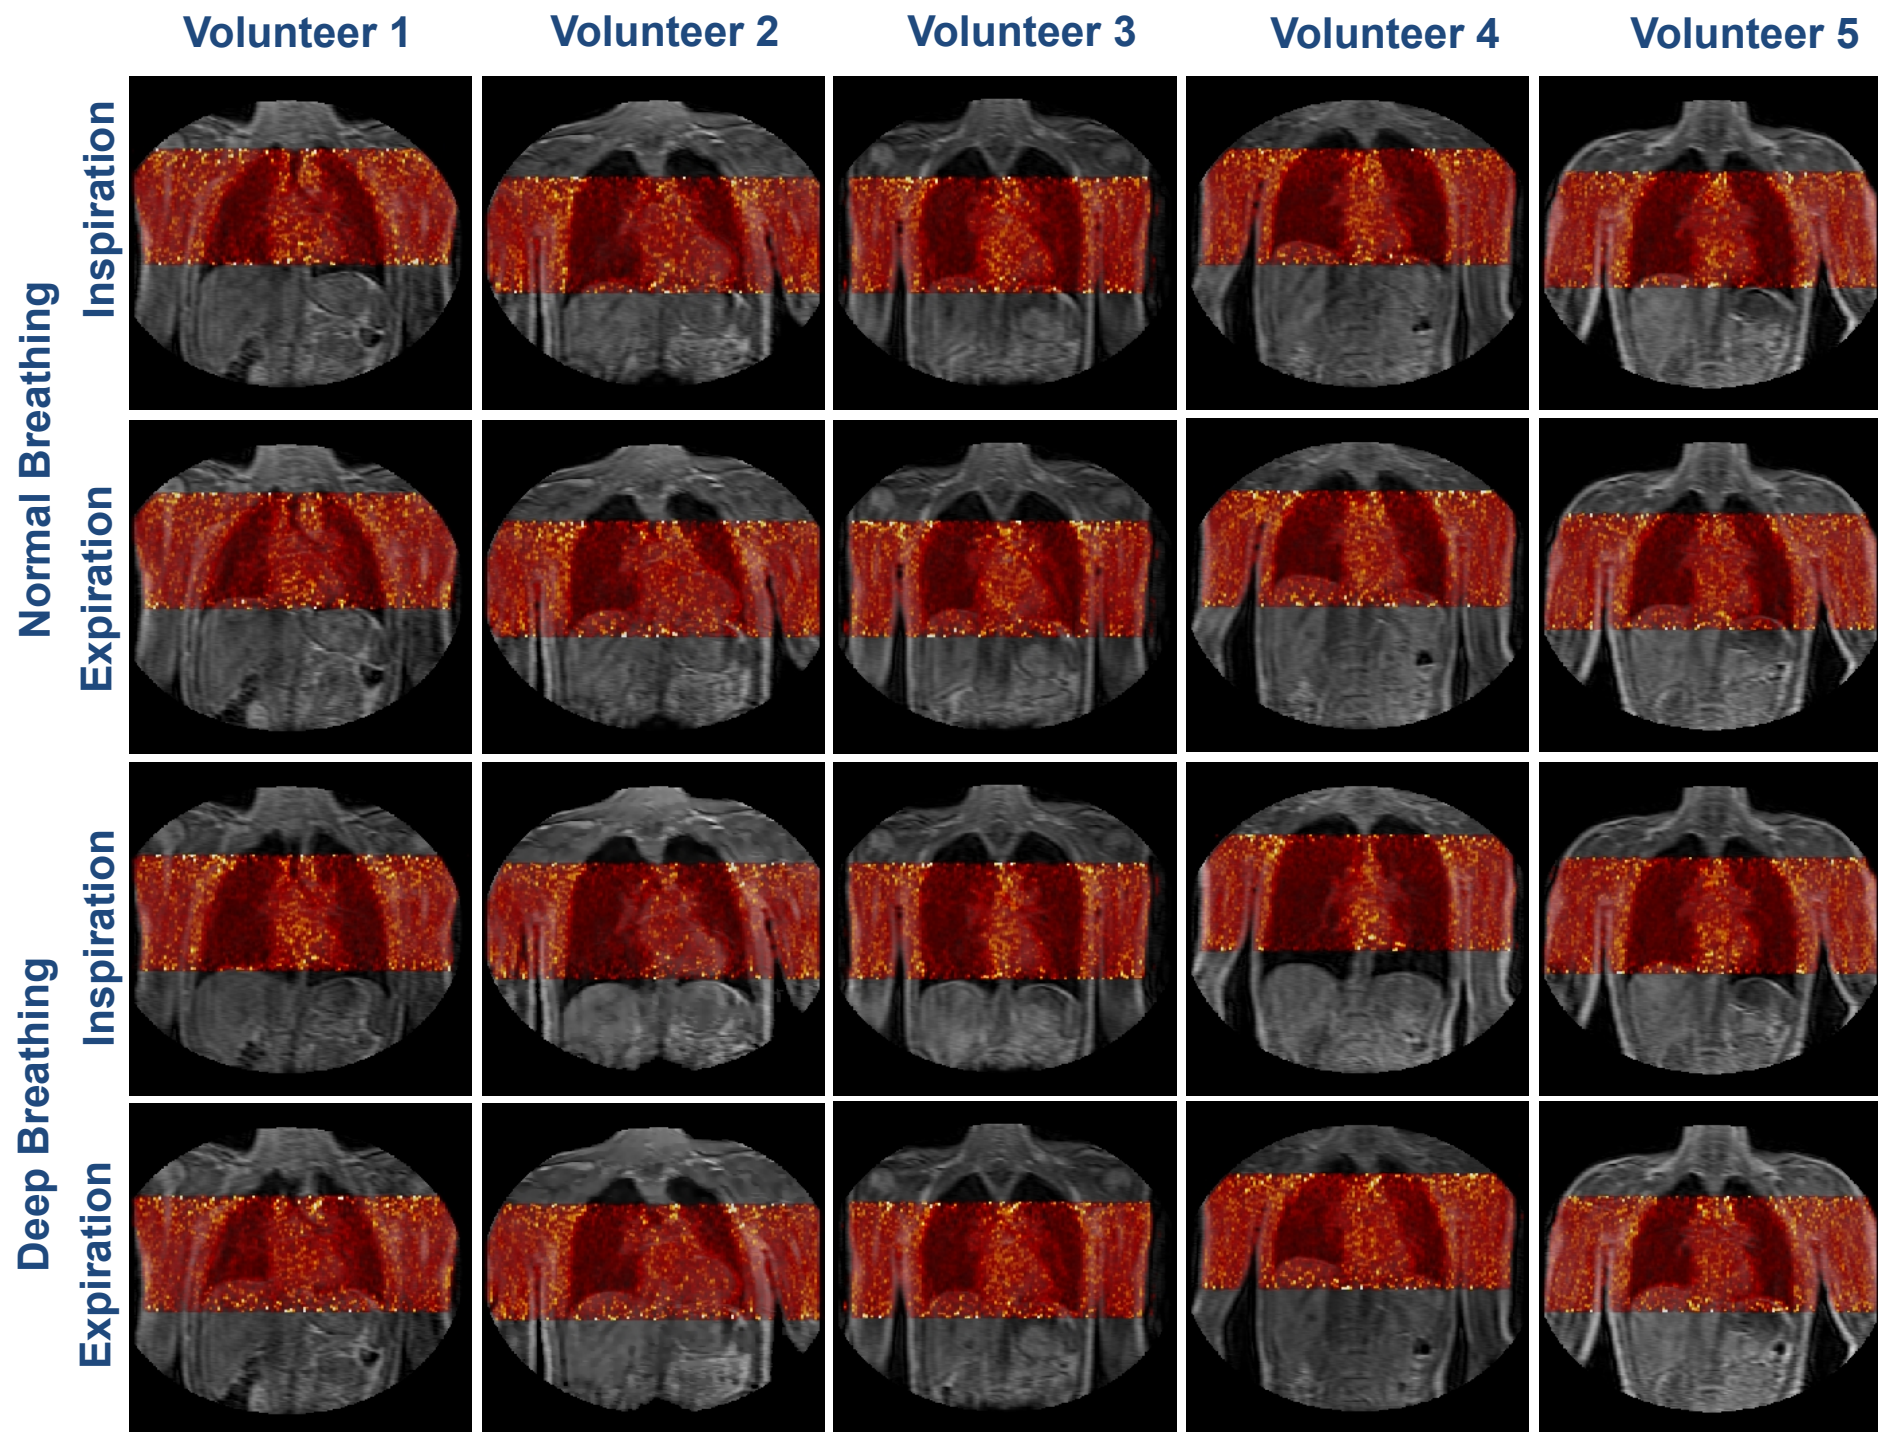 Volunteer 1
Volunteer 2
Volunteer 3
Volunteer 4
Volunteer 5
Normal Breathing
Inspiration
Expiration
Deep Breathing
Inspiration
Expiration